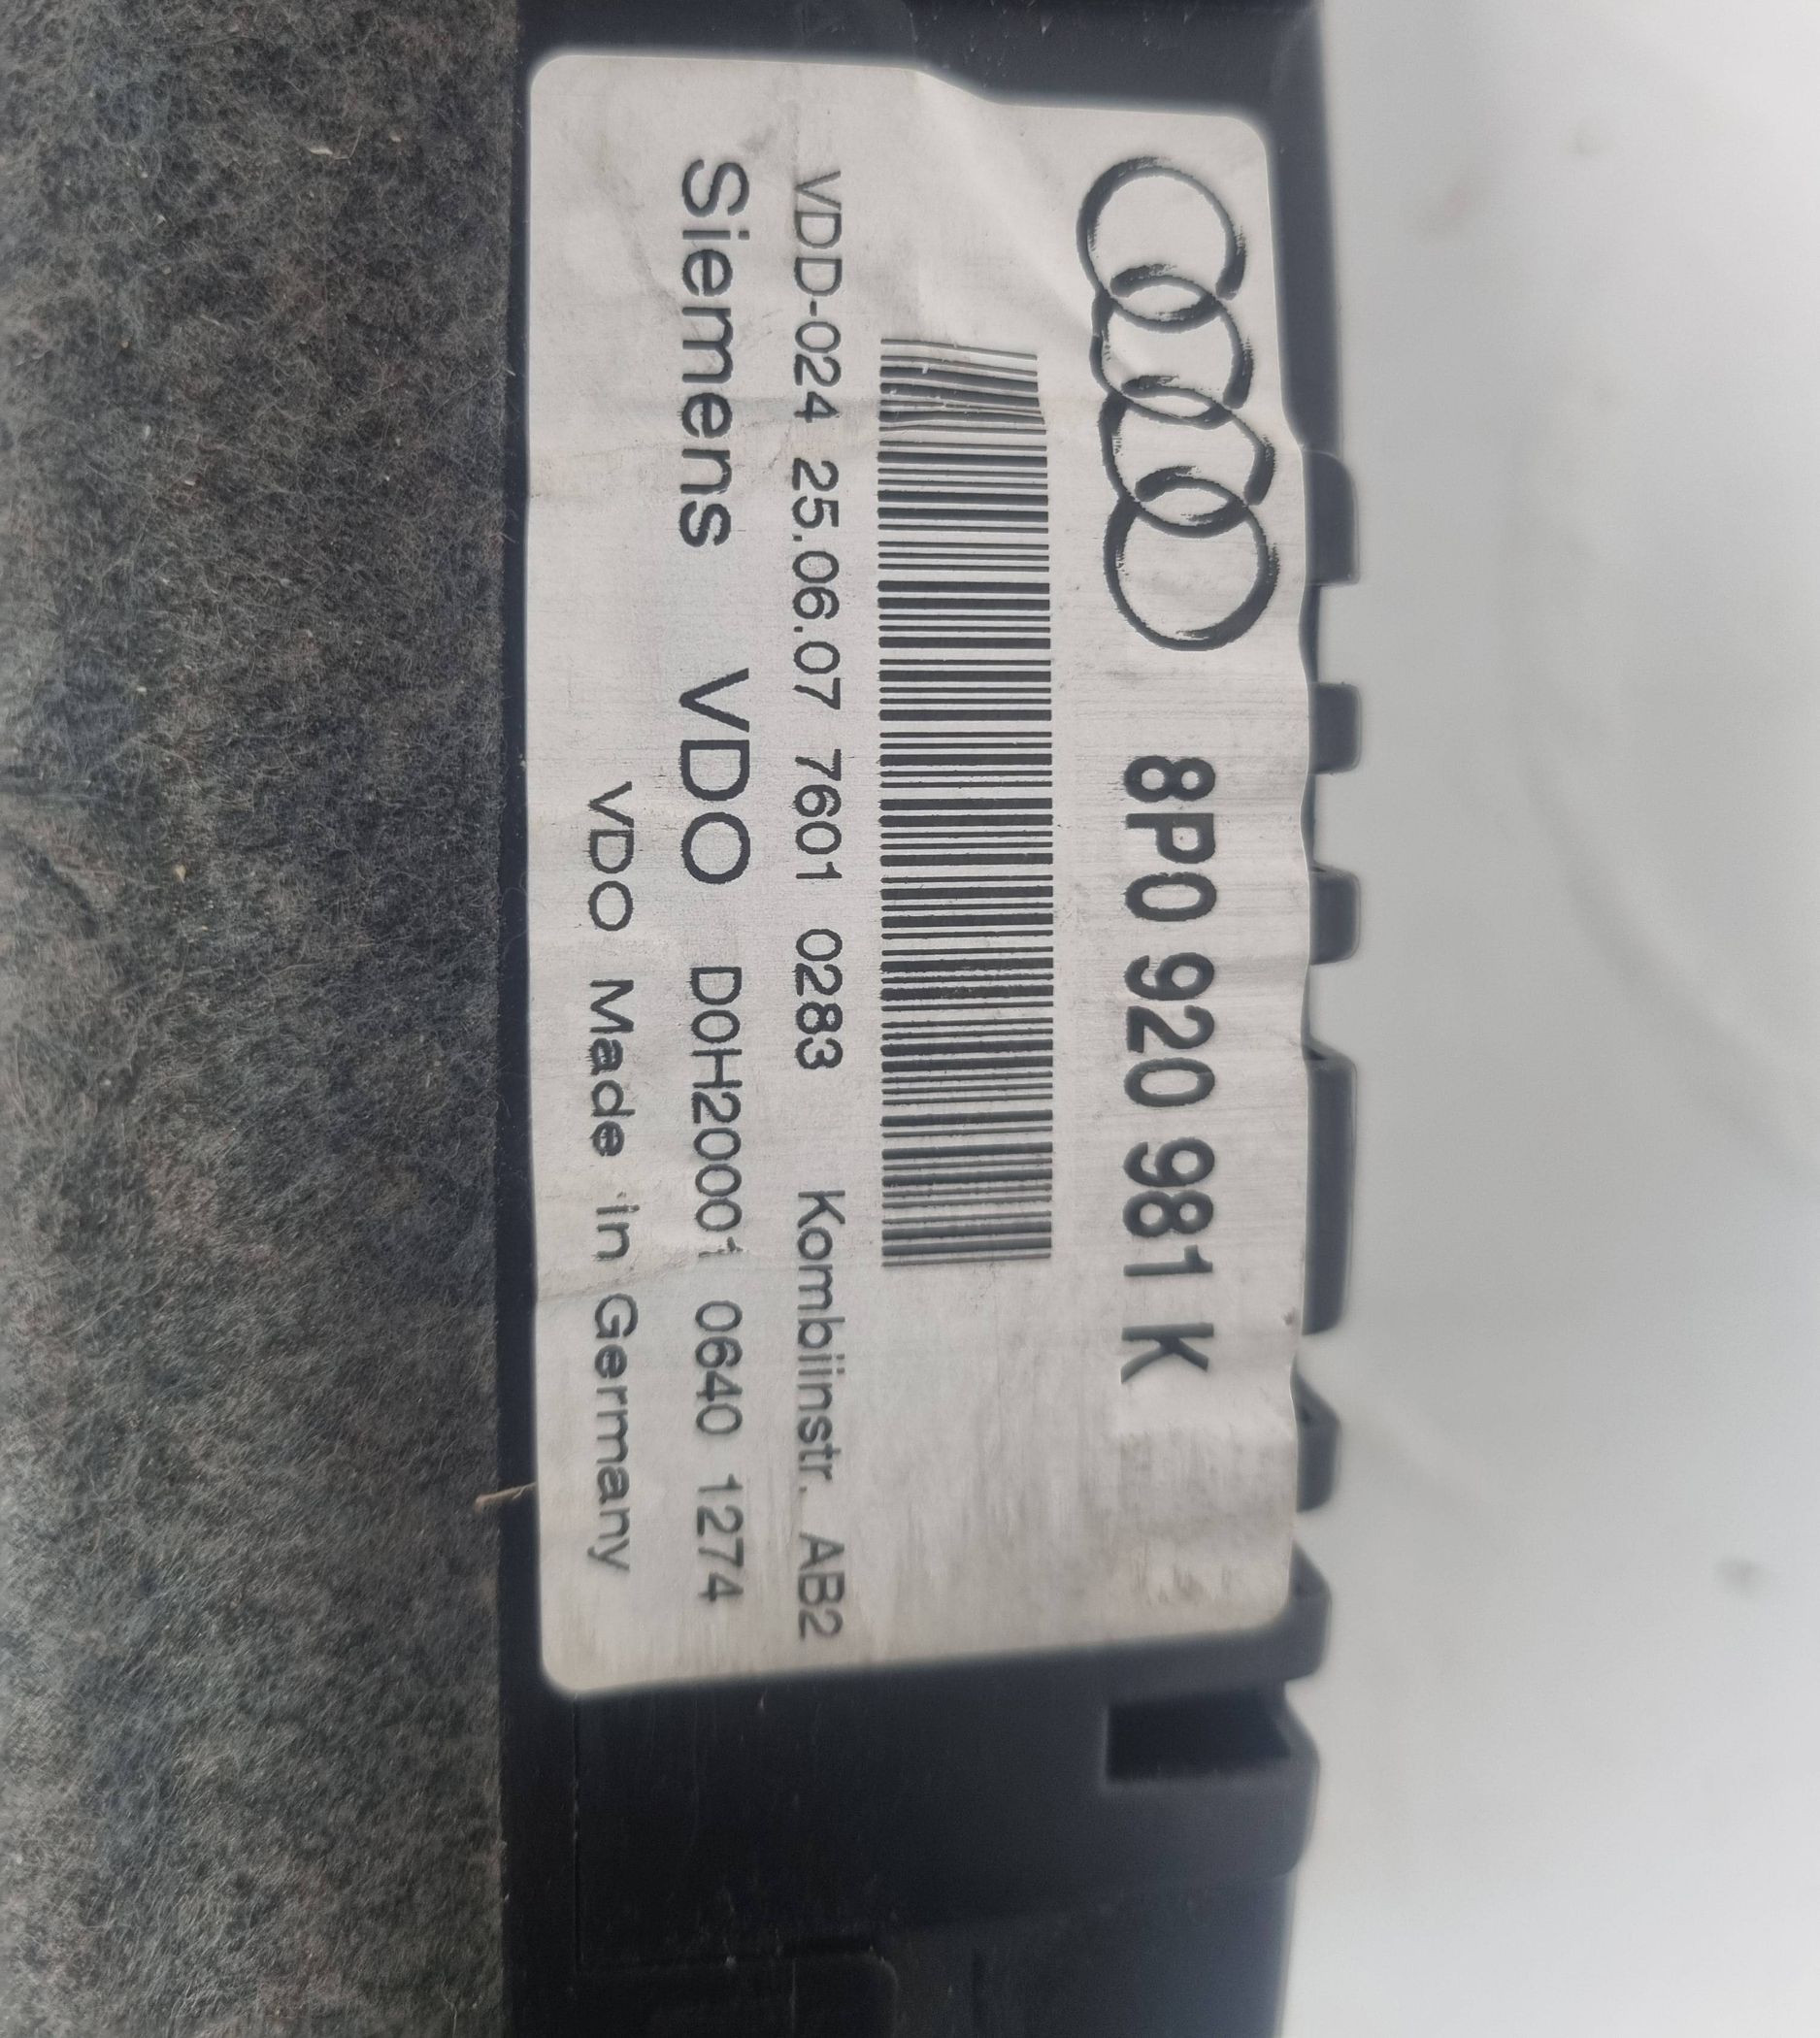 8P0 920 981 K
VDD-024 25.06.07 7601 0283 Kombiinstr. AB2
Siemens VDO D0H20001 0640 1274
VDO Made in Germany